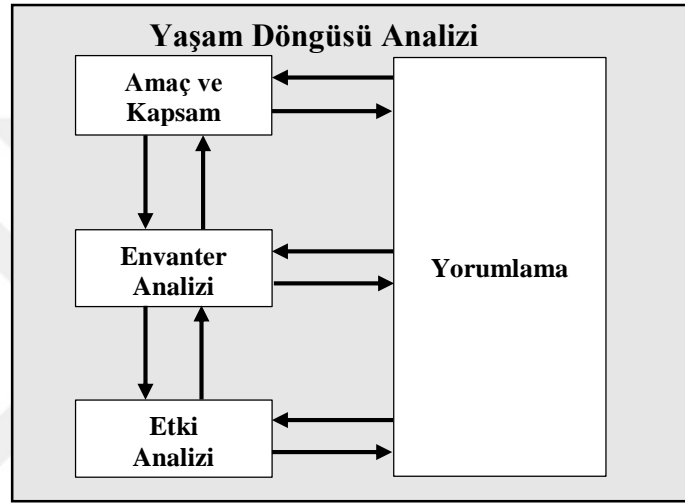 Yaşam Döngüsü Analizi
Amaç ve
Kapsam
Envanter
Analizi
Yorumlama
Etki
Analizi